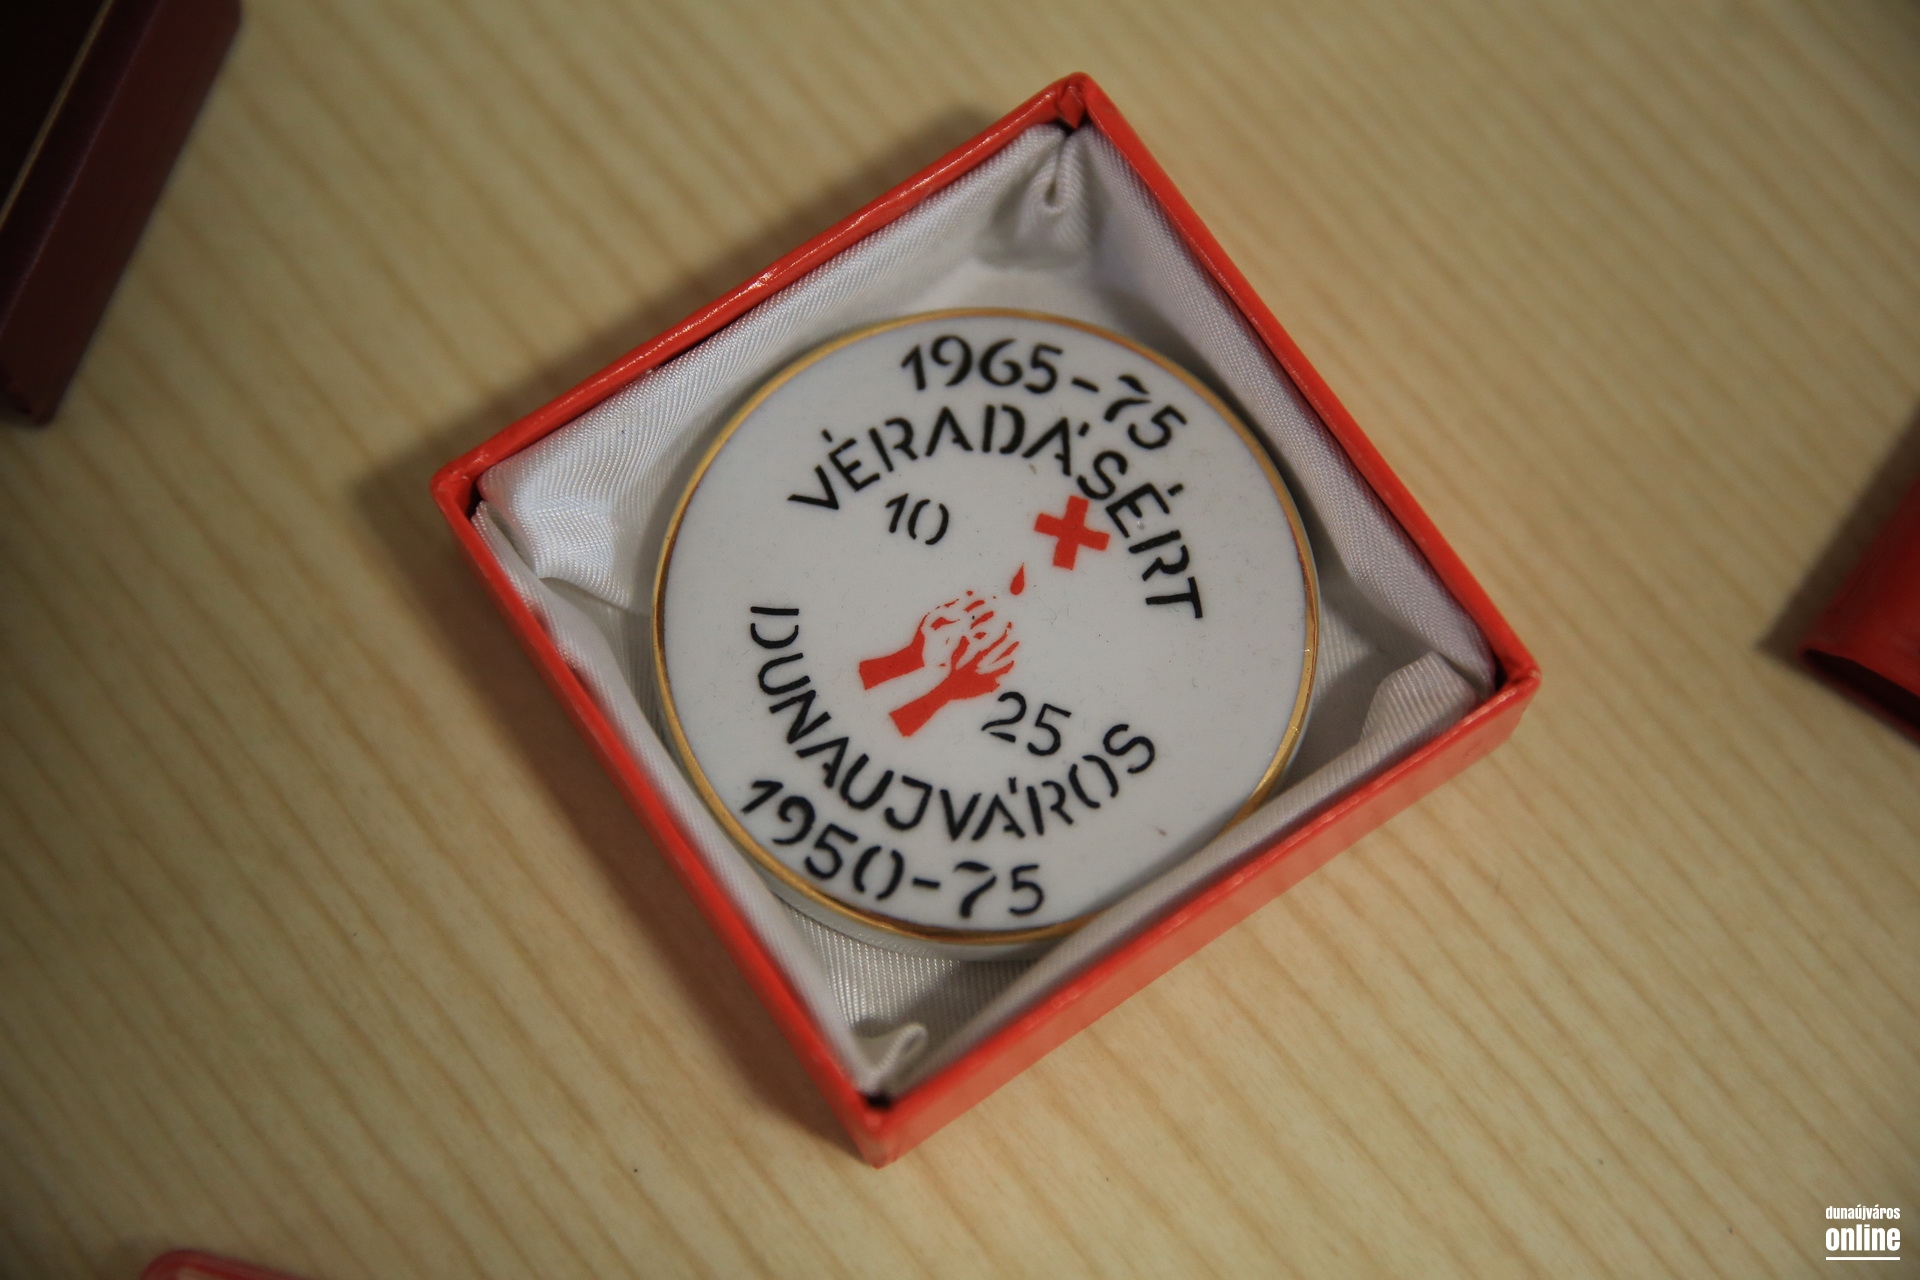 1965-75
VÉRADÁSÉRT
10
25
DUNAUJVÁROS
1950-75
dunaújváros
online